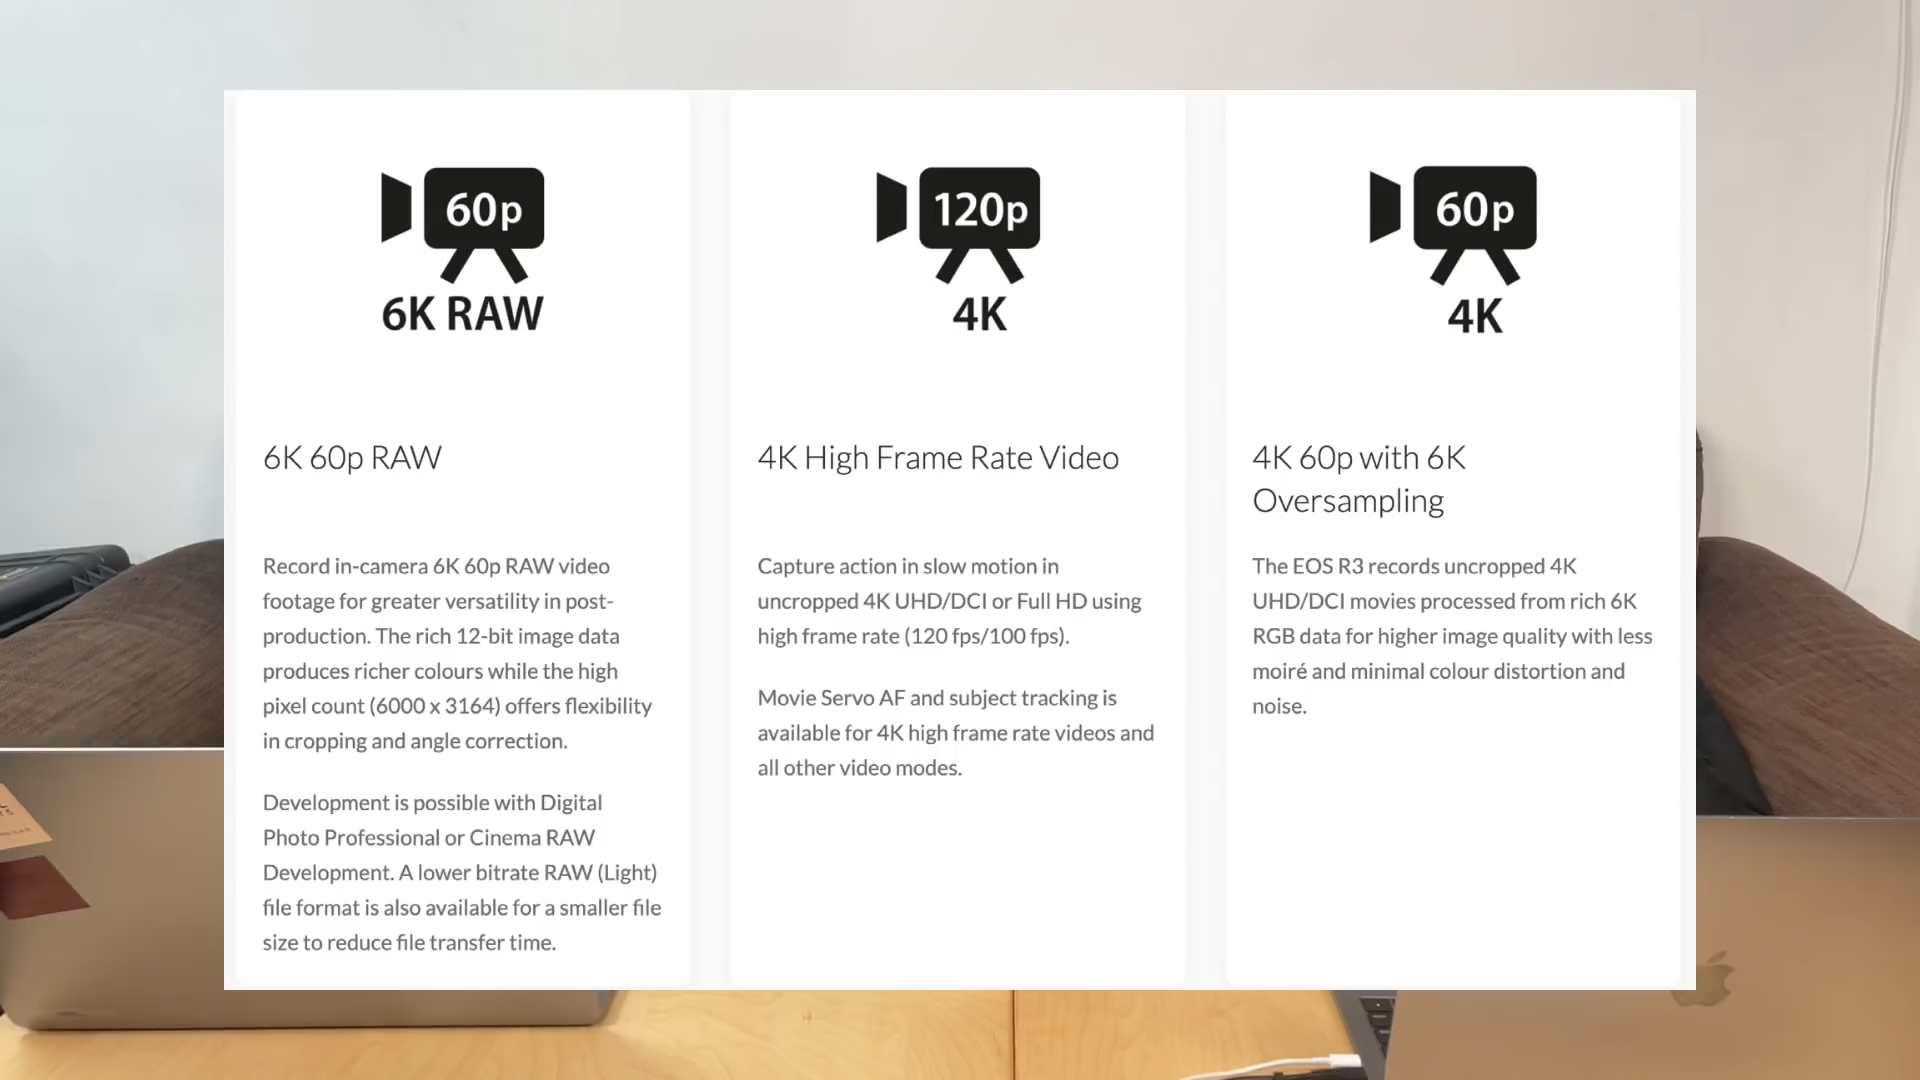 60p
6K RAW
6K 60p RAW
Record in-camera 6K 60p RAW video
footage for greater versatility in post-
production. The rich 12-bit image data
produces richer colours while the high
pixel count (6000 x 3164) offers flexibility
in cropping and angle correction.
Development is possible with Digital
Photo Professional or Cinema RAW
Development. A lower bitrate RAW (Light)
file format is also available for a smaller file
size to reduce file transfer time.
120p
4K
4K High Frame Rate Video
Capture action in slow motion in
uncropped 4K UHD/DCI or Full HD using
high frame rate (120 fps/100 fps).
Movie Servo AF and subject tracking is
available for 4K high frame rate videos and
all other video modes.
60p
4K
4K 60p with 6K
Oversampling
The EOS R3 records uncropped 4K
UHD/DCI movies processed from rich 6K
RGB data for higher image quality with less
moiré and minimal colour distortion and
noise.